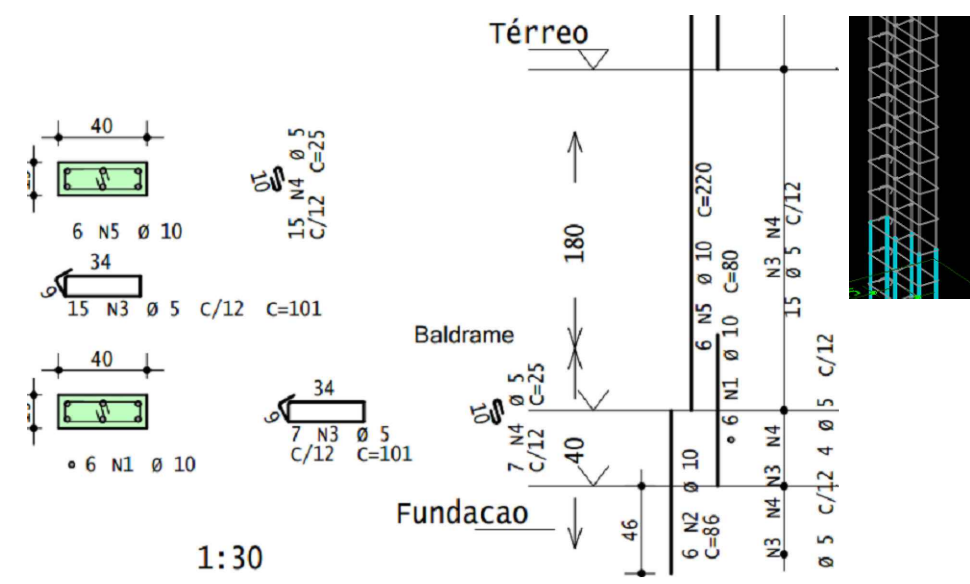 Térreo
40
6 N5 Ø 10
34
9
15 N3 Ø 5 C/12 C=101
10
15 N4 Ø 5
C/12 C=25
180
6 N5 Ø 10 C=220
6 N1 Ø 10 C=80
N3 N4
15 Ø 5 C/12
Baldrame
40
6 N1 Ø 10
34
9
7 N3 Ø 5
C/12 C=101
10
7 N4 Ø 5
C/12 C=25
40
N3 N4
4 Ø 5 C/12
Fundacao
46
6 N2 Ø 10
C=86
N3 N4
Ø 5 C/12
1:30